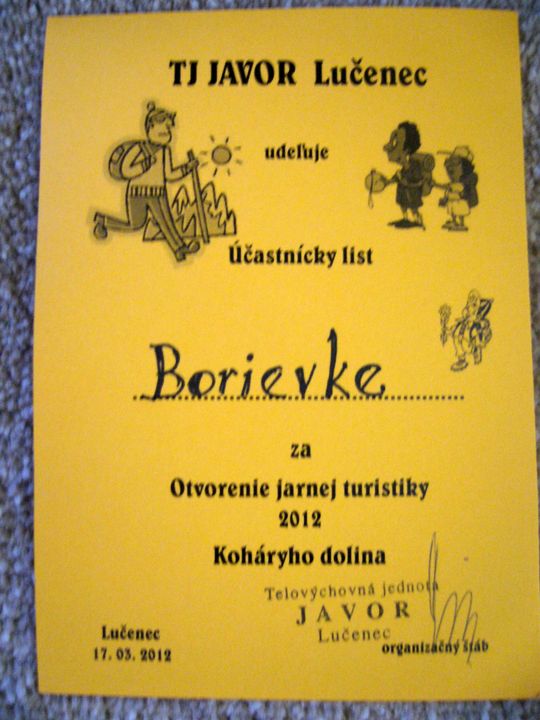 TJ JAVOR Lučenec
udeľuje
Účastnícky list
Borievke
za
Otvorenie jarnej turistiky
2012
Koháryho dolina
Telovýchovná jednota
JAVOR
Lučenec
organizačný štáb
Lučenec
17. 03. 2012